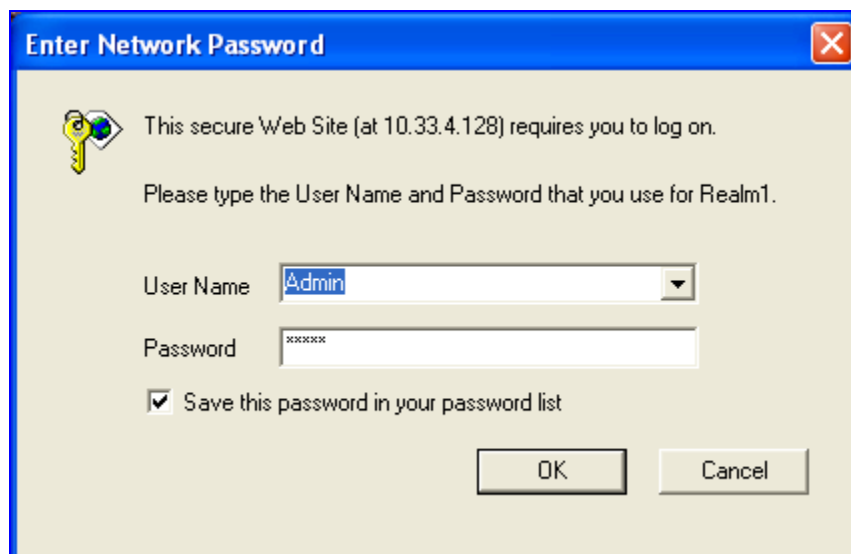 Enter Network Password
This secure Web Site (at 10.33.4.128) requires you to log on.
Please type the User Name and Password that you use for Realm1.
User Name Admin
Password xxxxx
Save this password in your password list
OK Cancel